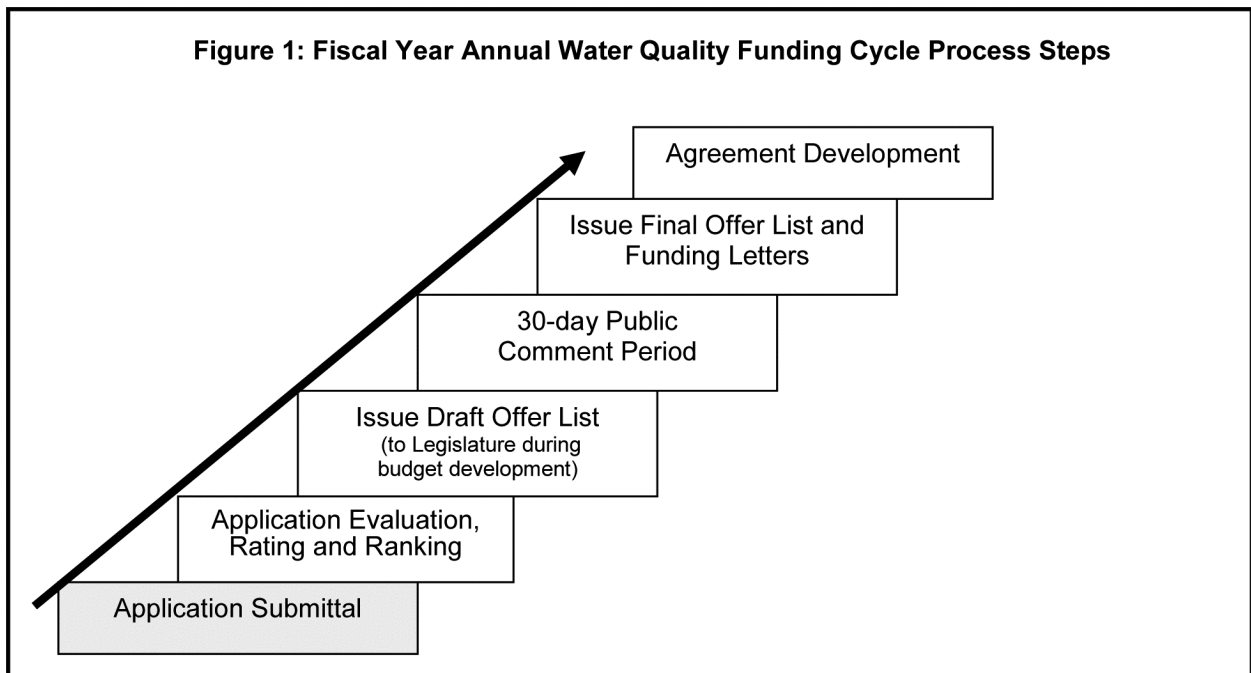 Figure 1: Fiscal Year Annual Water Quality Funding Cycle Process Steps
Agreement Development
Issue Final Offer List and
Funding Letters
30-day Public
Comment Period
Issue Draft Offer List
(to Legislature during
budget development)
Application Evaluation,
Rating and Ranking
Application Submittal